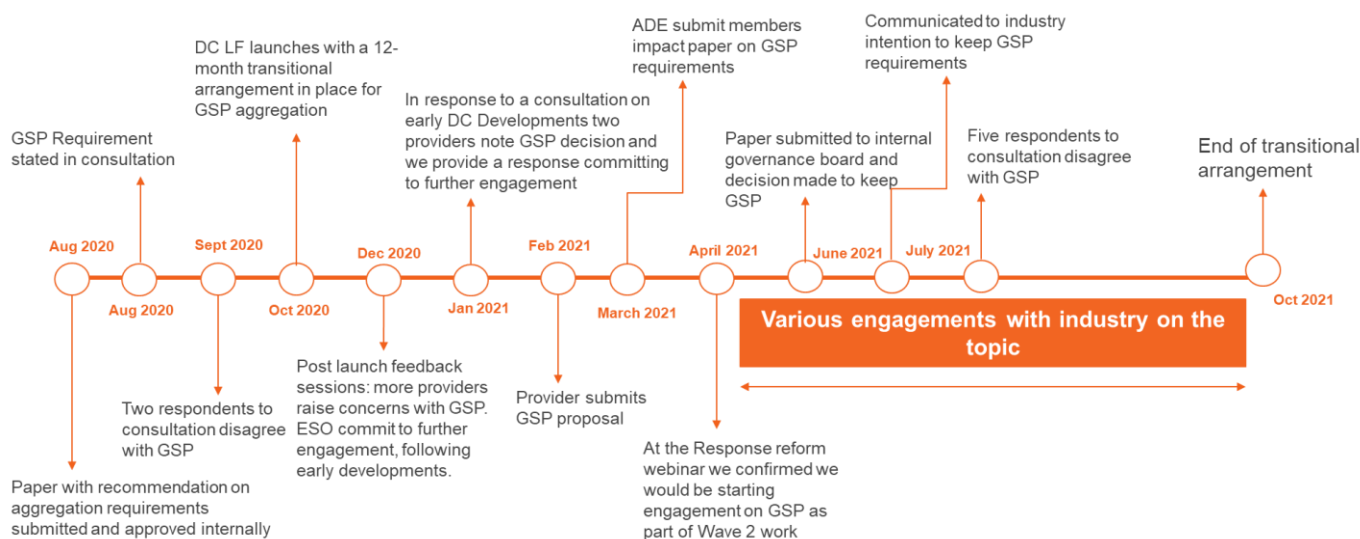 ADE submit members
impact paper on GSP
requirements
Communicated to industry
intention to keep GSP
requirements
DC LF launches with a 12-
month transitional
arrangement in place for
GSP aggregation
In response to a consultation on
early DC Developments two
providers note GSP decision and
we provide a response committing
to further engagement
GSP Requirement
stated in consultation
Paper submitted to internal
governance board and
decision made to keep
GSP
Five respondents to
consultation disagree
with GSP
End of transitional
arrangement
Aug 2020
Aug 2020
Sept 2020
Oct 2020
Dec 2020
Jan 2021
Feb 2021
March 2021
April 2021
June 2021
July 2021
Oct 2021
Various engagements with industry on the
topic
Two respondents to
consultation disagree
with GSP
Post launch feedback
sessions: more providers
raise concerns with GSP.
ESO commit to further
engagement, following
early developments.
Provider submits
GSP proposal
At the Response reform
webinar we confirmed we
would be starting
engagement on GSP as
part of Wave 2 work
Paper with recommendation on
aggregation requirements
submitted and approved internally